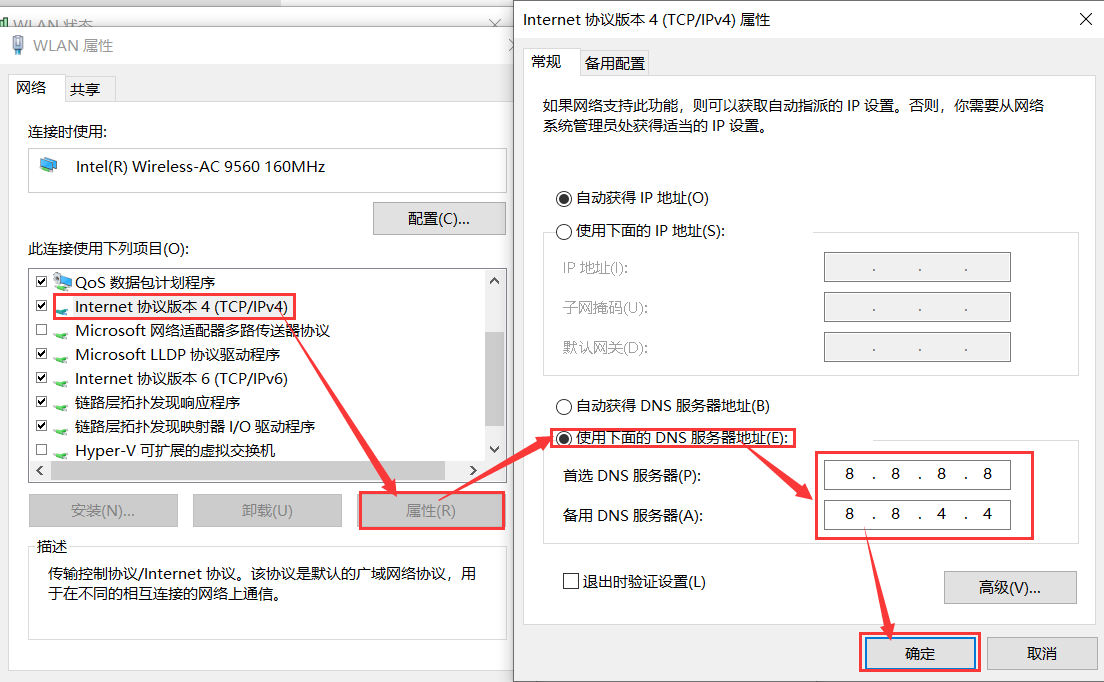 WLAN 状态
WLAN 属性
网络
共享
连接时使用:
Intel(R) Wireless-AC 9560 160MHz
配置(C)...
此连接使用下列项目(O):
QoS 数据包计划程序
Internet 协议版本 4 (TCP/IPv4)
Microsoft 网络适配器多路传送器协议
Microsoft LLDP 协议驱动程序
Internet 协议版本 6 (TCP/IPv6)
链路层拓扑发现响应程序
链路层拓扑发现映射器 I/O 驱动程序
Hyper-V 可扩展的虚拟交换机
安装(N)...
卸载(U)
属性(R)
描述
传输控制协议/Internet 协议。该协议是默认的广域网络协议，用
于在不同的相互连接的网络上通信。
Internet 协议版本 4 (TCP/IPv4) 属性
常规
备用配置
如果网络支持此功能，则可以获取自动指派的 IP 设置。否则，你需要从网络
系统管理员处获得适当的 IP 设置。
自动获得 IP 地址(O)
使用下面的 IP 地址(S):
IP 地址(I):
. . .
子网掩码(U):
. . .
默认网关(D):
. . .
自动获得 DNS 服务器地址(B)
使用下面的 DNS 服务器地址(E):
首选 DNS 服务器(P):
8 . 8 . 8 . 8
备用 DNS 服务器(A):
8 . 8 . 4 . 4
退出时验证设置(L)
高级(V)...
确定
取消